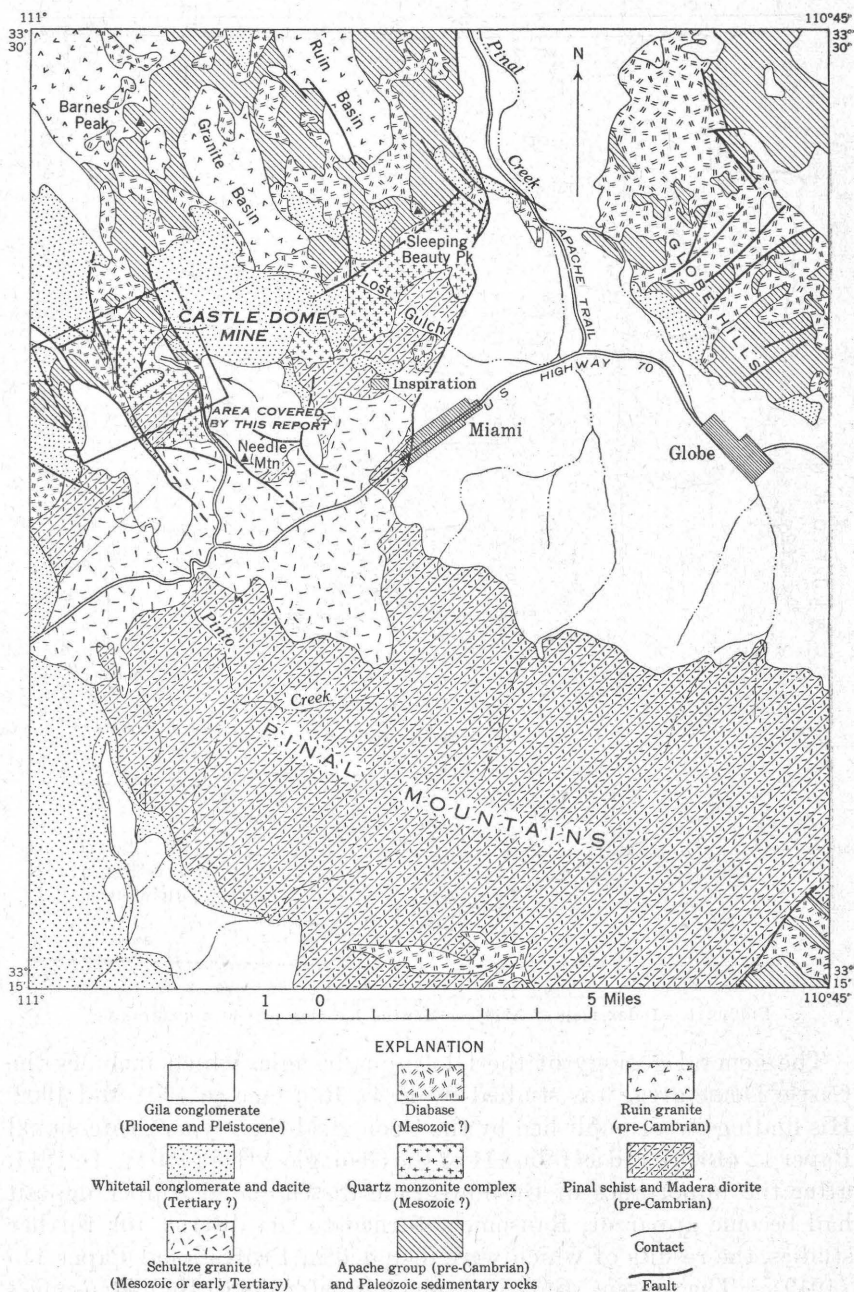 111°
110°45'
33°
30'
33°
30'
Barnes
Peak
Ruin
Basin
Granite
Basin
Pinal
Creek
N
Sleeping
Beauty Pk
APACHE TRAIL
GLOBE HILLS
Lost
Gulch
CASTLE DOME
MINE
Inspiration
US HIGHWAY 70
AREA COVERED
BY THIS REPORT
Miami
Globe
Needle
Mtn
Pinto
Creek
PINAL
MOUNTAINS
33°
15'
33°
15'
111°
1 0 5 Miles
110°45'
EXPLANATION
Gila conglomerate
(Pliocene and Pleistocene)
Diabase
(Mesozoic ?)
Ruin granite
(pre-Cambrian)
Whitetail conglomerate and dacite
(Tertiary ?)
Quartz monzonite complex
(Mesozoic ?)
Pinal schist and Madera diorite
(pre-Cambrian)
Schultze granite
(Mesozoic or early Tertiary)
Apache group (pre-Cambrian)
and Paleozoic sedimentary rocks
Contact
Fault